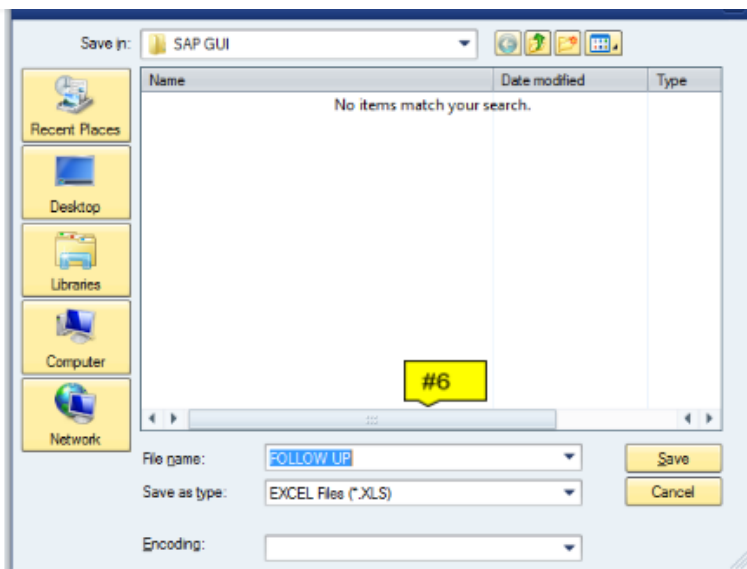 Save in: SAP GUI
Name Date modified Type
No items match your search.
Recent Places
Desktop
Libraries
Computer
Network
#6
File name: FOLLOW UP Save
Save as type: EXCEL Files (*.XLS) Cancel
Encoding: